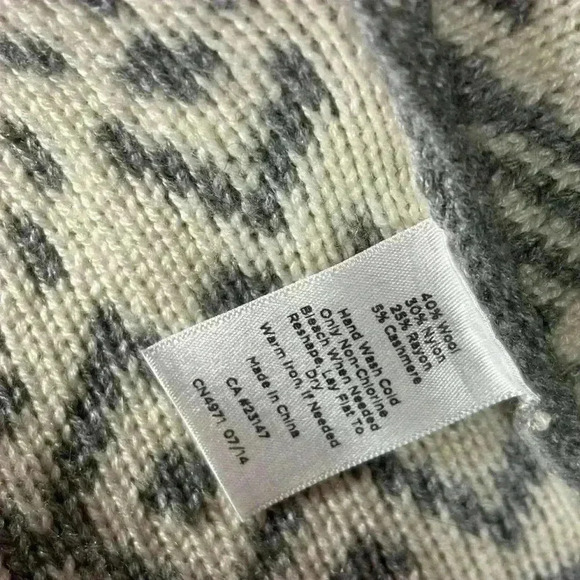 40% Wool
30% Nylon
25% Rayon
5% Cashmere
Hand Wash Cold
Only Non-Chlorine
Bleach When Needed
Reshape, Lay Flat To
Dry
Warm Iron, If Needed
Made in China
CA #23147
CN4971 07/14